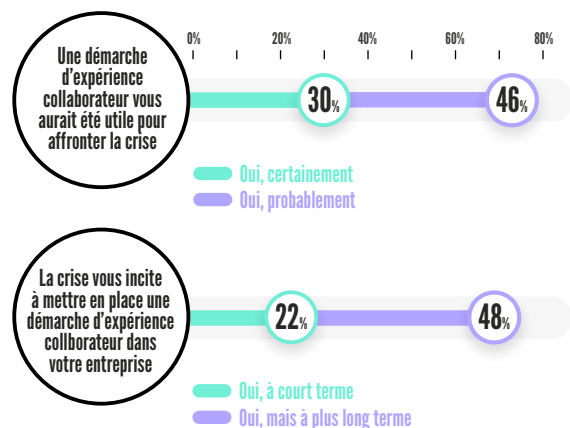 0% 20% 40% 60% 80%
Une démarche
d'expérience
collaborateur vous
aurait été utile pour
affronter la crise
30%
46%
Oui, certainement
Oui, probablement
La crise vous incite
à mettre en place une
démarche d'expérience
collborateur dans
votre entreprise
22%
48%
Oui, à court terme
Oui, mais à plus long terme